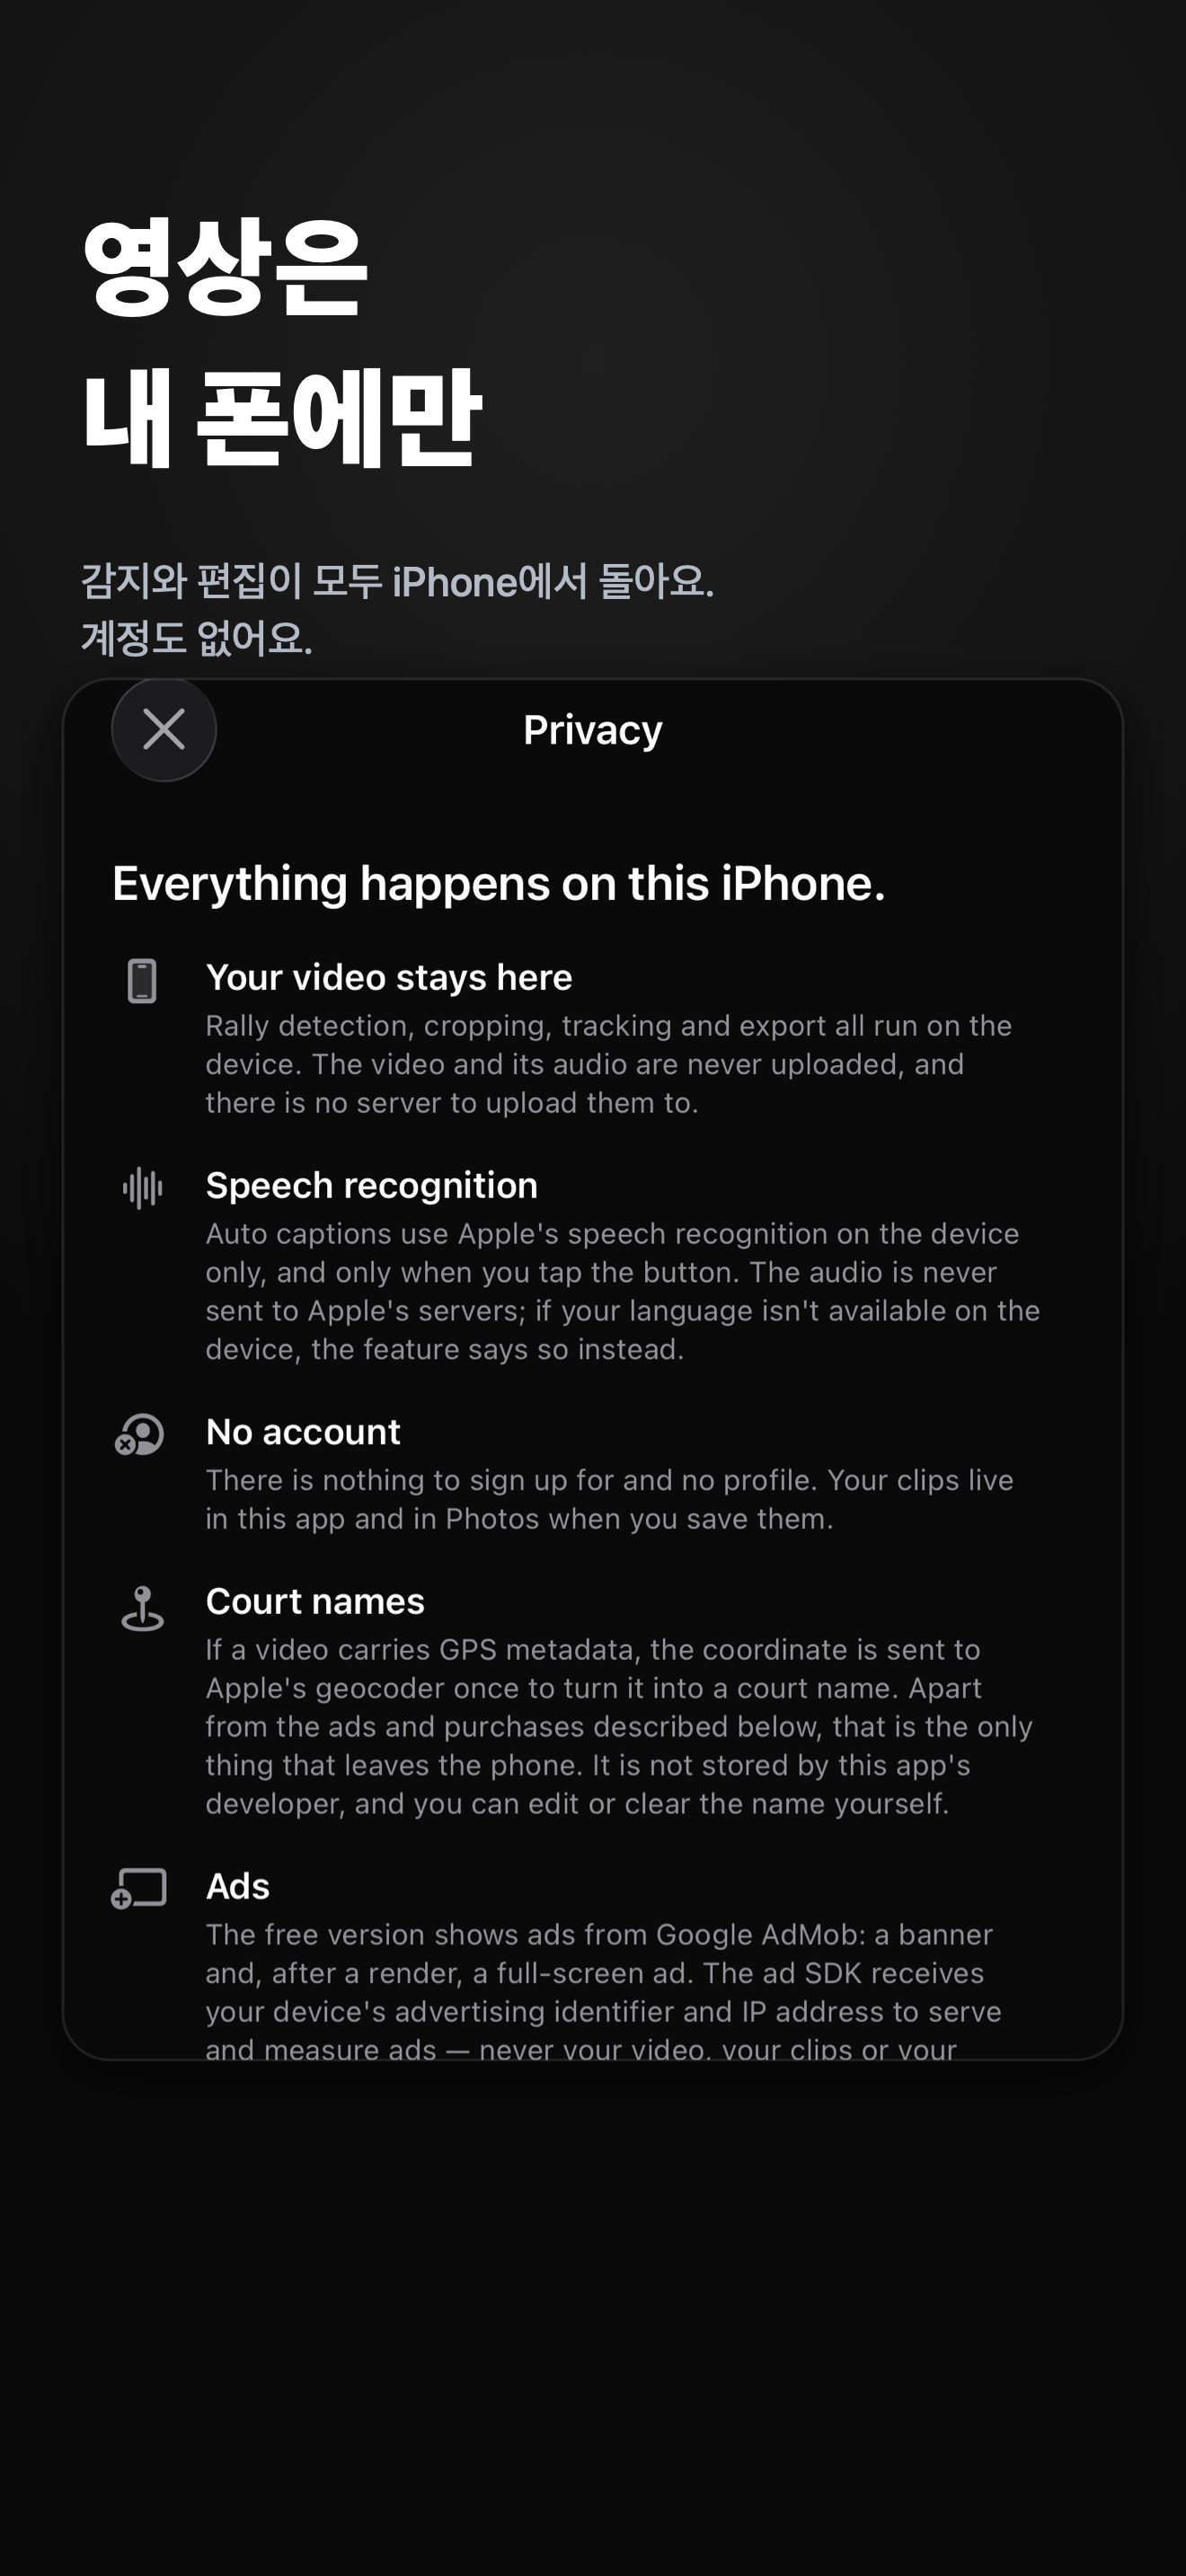 영상은
내 폰에만
감지와 편집이 모두 iPhone에서 돌아요.
계정도 없어요.
Privacy
Everything happens on this iPhone.
Your video stays here
Rally detection, cropping, tracking and export all run on the
device. The video and its audio are never uploaded, and
there is no server to upload them to.
Speech recognition
Auto captions use Apple's speech recognition on the device
only, and only when you tap the button. The audio is never
sent to Apple's servers; if your language isn't available on the
device, the feature says so instead.
No account
There is nothing to sign up for and no profile. Your clips live
in this app and in Photos when you save them.
Court names
If a video carries GPS metadata, the coordinate is sent to
Apple's geocoder once to turn it into a court name. Apart
from the ads and purchases described below, that is the only
thing that leaves the phone. It is not stored by this app's
developer, and you can edit or clear the name yourself.
Ads
The free version shows ads from Google AdMob: a banner
and, after a render, a full-screen ad. The ad SDK receives
your device's advertising identifier and IP address to serve
and measure ads — never your video, your clips or your